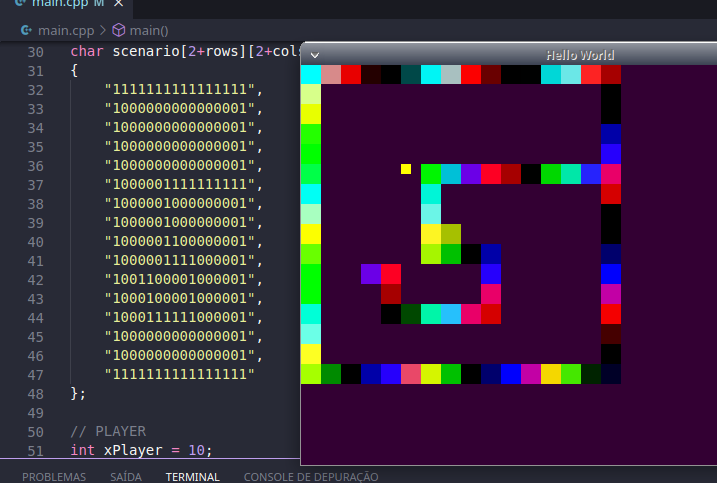 main.cpp M X
main.cpp > main()
30 char scenario[2+rows][2+cols
31 {
32 "1111111111111111",
33 "1000000000000001",
34 "1000000000000001",
35 "1000000000000001",
36 "1000000000000001",
37 "1000001111111111",
38 "1000001000000001",
39 "1000001000000001",
40 "1000001100000001",
41 "1000001111000001",
42 "1001100001000001",
43 "1000100001000001",
44 "1000111111000001",
45 "1000000000000001",
46 "1000000000000001",
47 "1111111111111111"
48 };
49
50 // PLAYER
51 int xPlayer = 10;
Hello World
PROBLEMAS SAÍDA TERMINAL CONSOLE DE DEPURAÇÃO